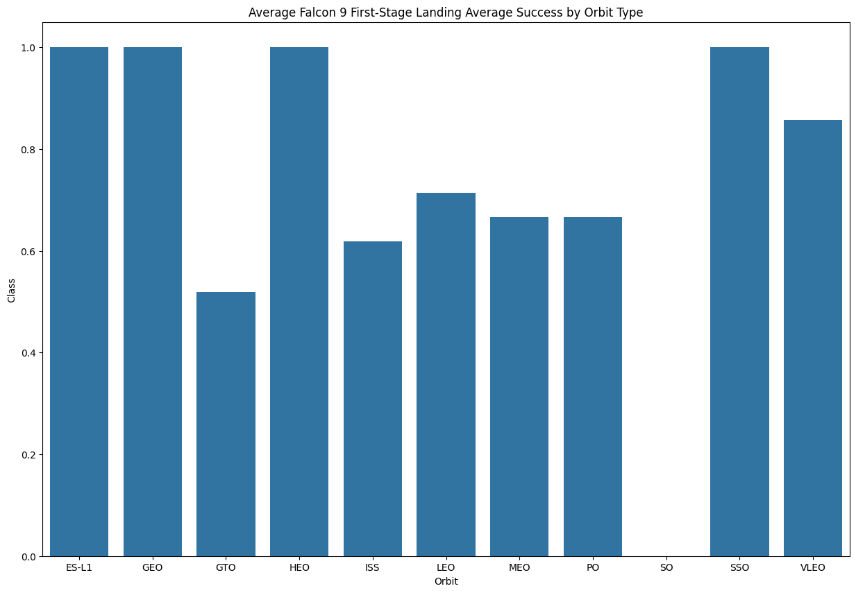 Average Falcon 9 First-Stage Landing Average Success by Orbit Type
1.0
0.8
0.6
0.4
0.2
0.0
Class
ES-L1 GEO GTO HEO ISS LEO MEO PO SO SSO VLEO
Orbit